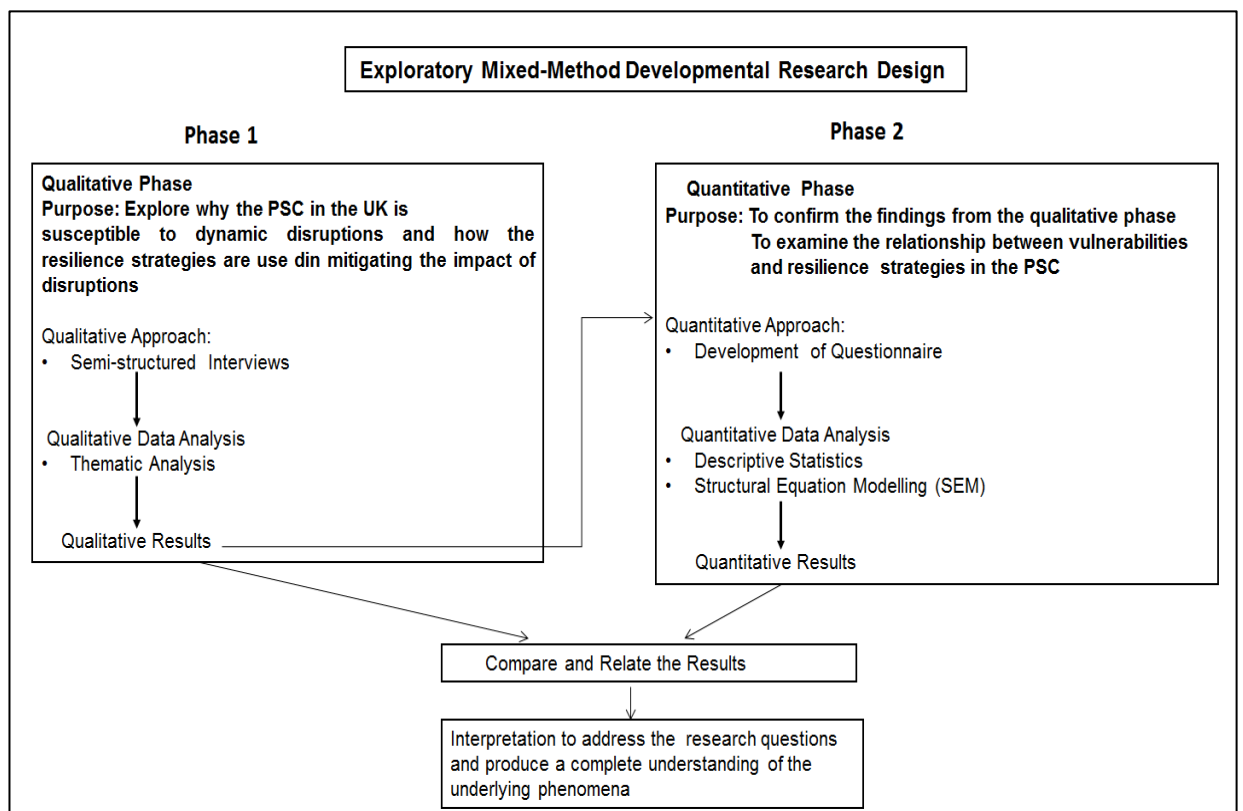 Exploratory Mixed-Method Developmental Research Design
Phase 1
Qualitative Phase
Purpose: Explore why the PSC in the UK is
susceptible to dynamic disruptions and how the
resilience strategies are use din mitigating the impact of
disruptions
Qualitative Approach:
• Semi-structured Interviews
Qualitative Data Analysis
• Thematic Analysis
Qualitative Results
Phase 2
Quantitative Phase
Purpose: To confirm the findings from the qualitative phase
To examine the relationship between vulnerabilities
and resilience strategies in the PSC
Quantitative Approach:
• Development of Questionnaire
Quantitative Data Analysis
• Descriptive Statistics
• Structural Equation Modelling (SEM)
Quantitative Results
Compare and Relate the Results
Interpretation to address the research questions
and produce a complete understanding of the
underlying phenomena